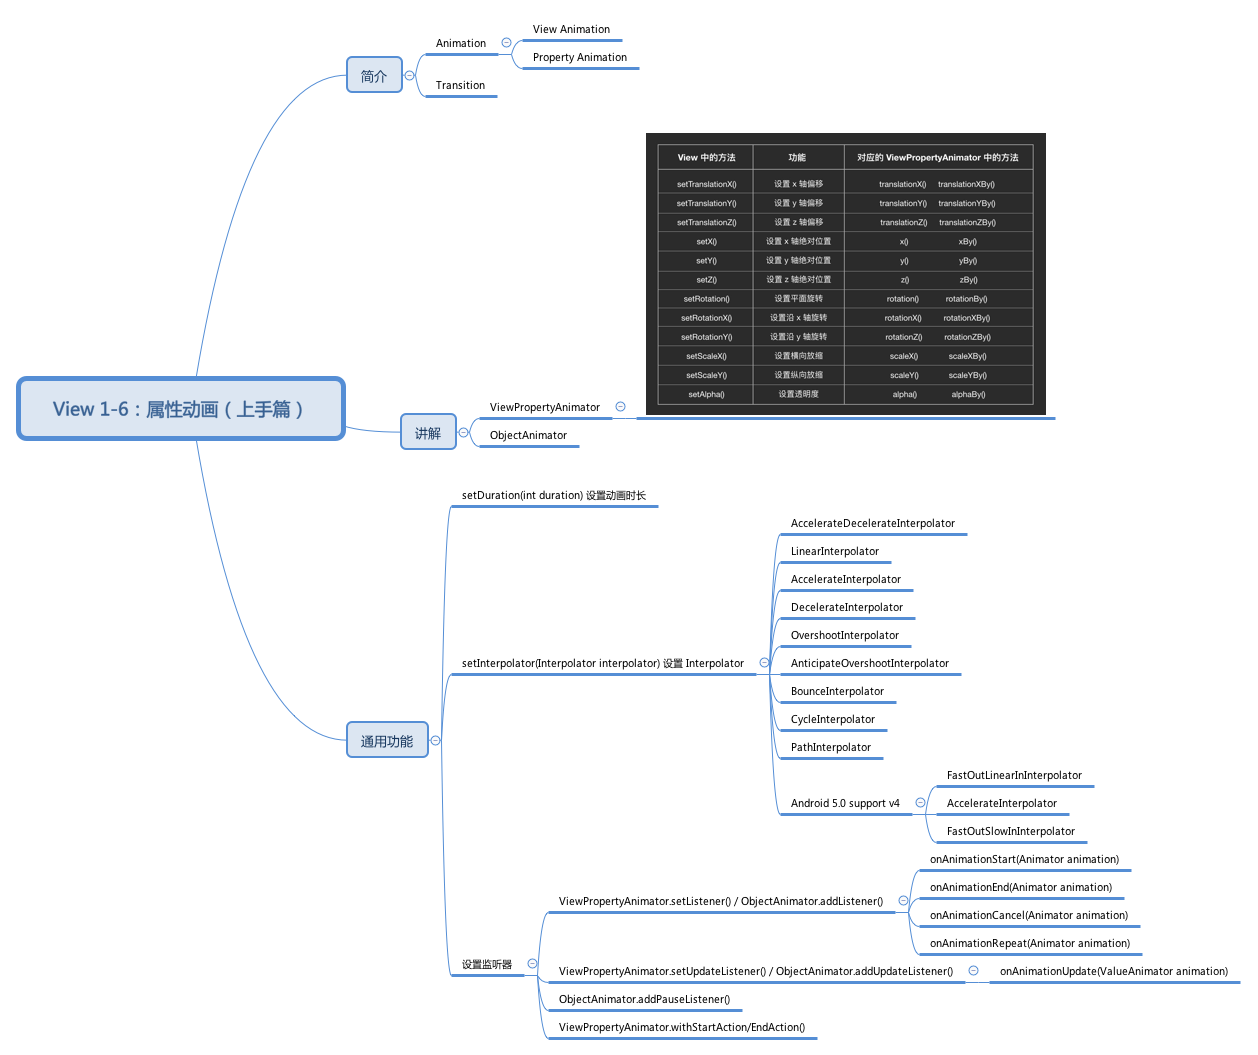 View 1-6：属性动画（上手篇）
简介
Animation
View Animation
Property Animation
Transition
讲解
ViewPropertyAnimator
View 中的方法 功能 对应的 ViewPropertyAnimator 中的方法
setTranslationX() 设置 x 轴偏移 translationX() translationXBy()
setTranslationY() 设置 y 轴偏移 translationY() translationYBy()
setTranslationZ() 设置 z 轴偏移 translationZ() translationZBy()
setX() 设置 x 轴绝对位置 x() xBy()
setY() 设置 y 轴绝对位置 y() yBy()
setZ() 设置 z 轴绝对位置 z() zBy()
setRotation() 设置平面旋转 rotation() rotationBy()
setRotationX() 设置沿 x 轴旋转 rotationX() rotationXBy()
setRotationY() 设置沿 y 轴旋转 rotationZ() rotationZBy()
setScaleX() 设置横向放缩 scaleX() scaleXBy()
setScaleY() 设置纵向放缩 scaleY() scaleYBy()
setAlpha() 设置透明度 alpha() alphaBy()
ObjectAnimator
通用功能
setDuration(int duration) 设置动画时长
setInterpolator(Interpolator interpolator) 设置 Interpolator
AccelerateDecelerateInterpolator
LinearInterpolator
AccelerateInterpolator
DecelerateInterpolator
OvershootInterpolator
AnticipateOvershootInterpolator
BounceInterpolator
CycleInterpolator
PathInterpolator
Android 5.0 support v4
FastOutLinearInInterpolator
AccelerateInterpolator
FastOutSlowInInterpolator
设置监听器
ViewPropertyAnimator.setListener() / ObjectAnimator.addListener()
onAnimationStart(Animator animation)
onAnimationEnd(Animator animation)
onAnimationCancel(Animator animation)
onAnimationRepeat(Animator animation)
ViewPropertyAnimator.setUpdateListener() / ObjectAnimator.addUpdateListener()
onAnimationUpdate(ValueAnimator animation)
ObjectAnimator.addPauseListener()
ViewPropertyAnimator.withStartAction/EndAction()